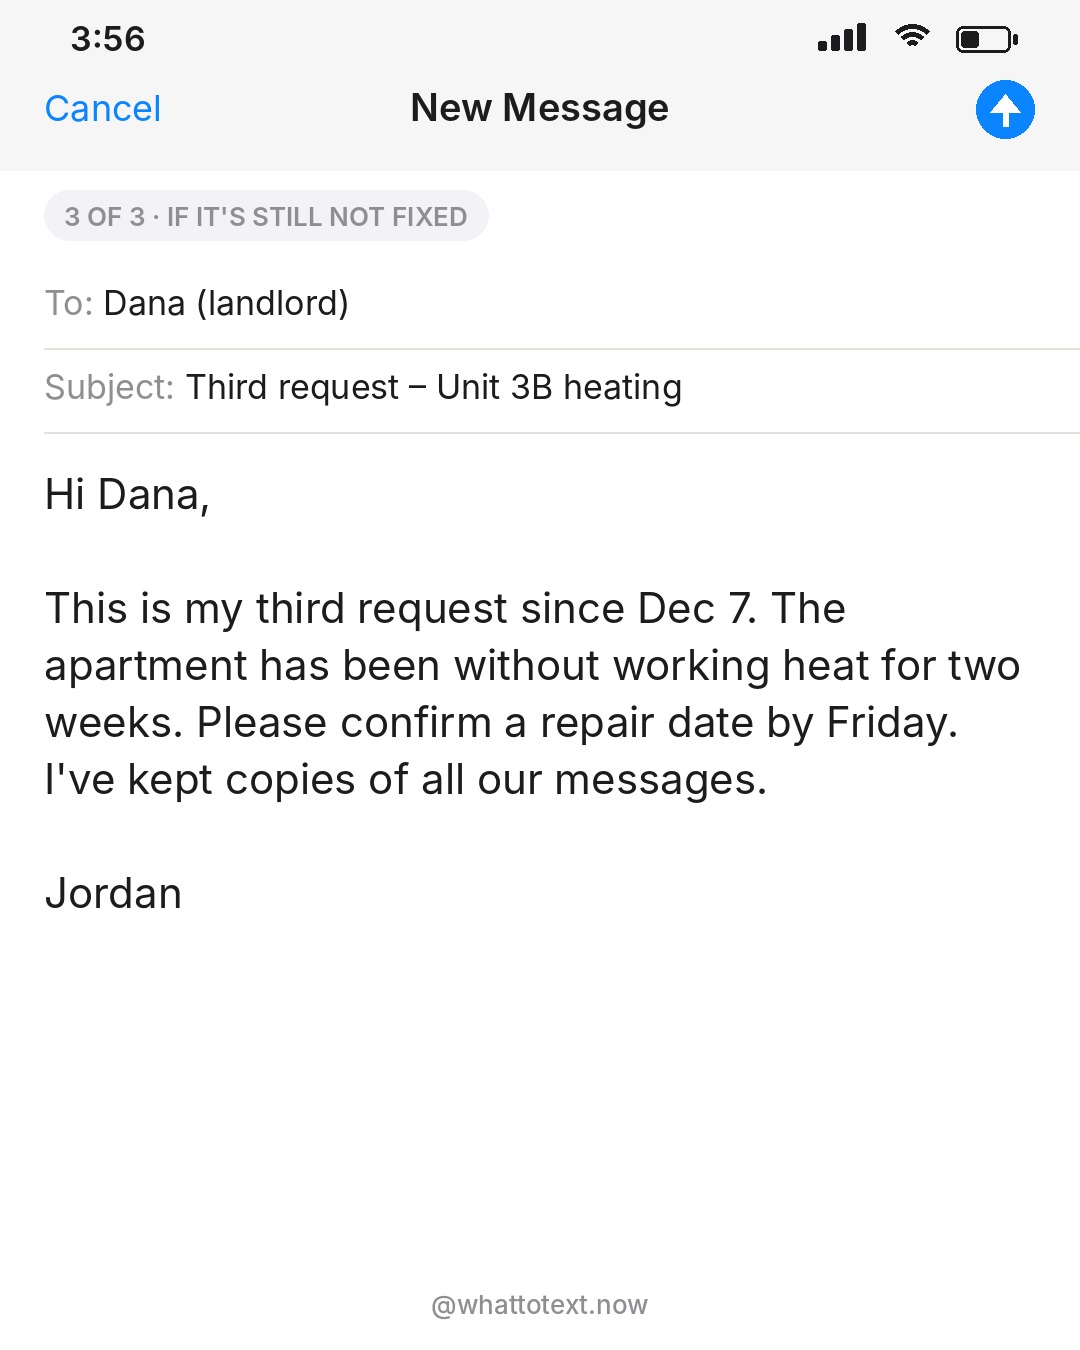 3:56
Cancel
New Message
3 OF 3 · IF IT'S STILL NOT FIXED
To: Dana (landlord)
Subject: Third request – Unit 3B heating
Hi Dana,
This is my third request since Dec 7. The
apartment has been without working heat for two
weeks. Please confirm a repair date by Friday.
I've kept copies of all our messages.
Jordan
@whattotext.now